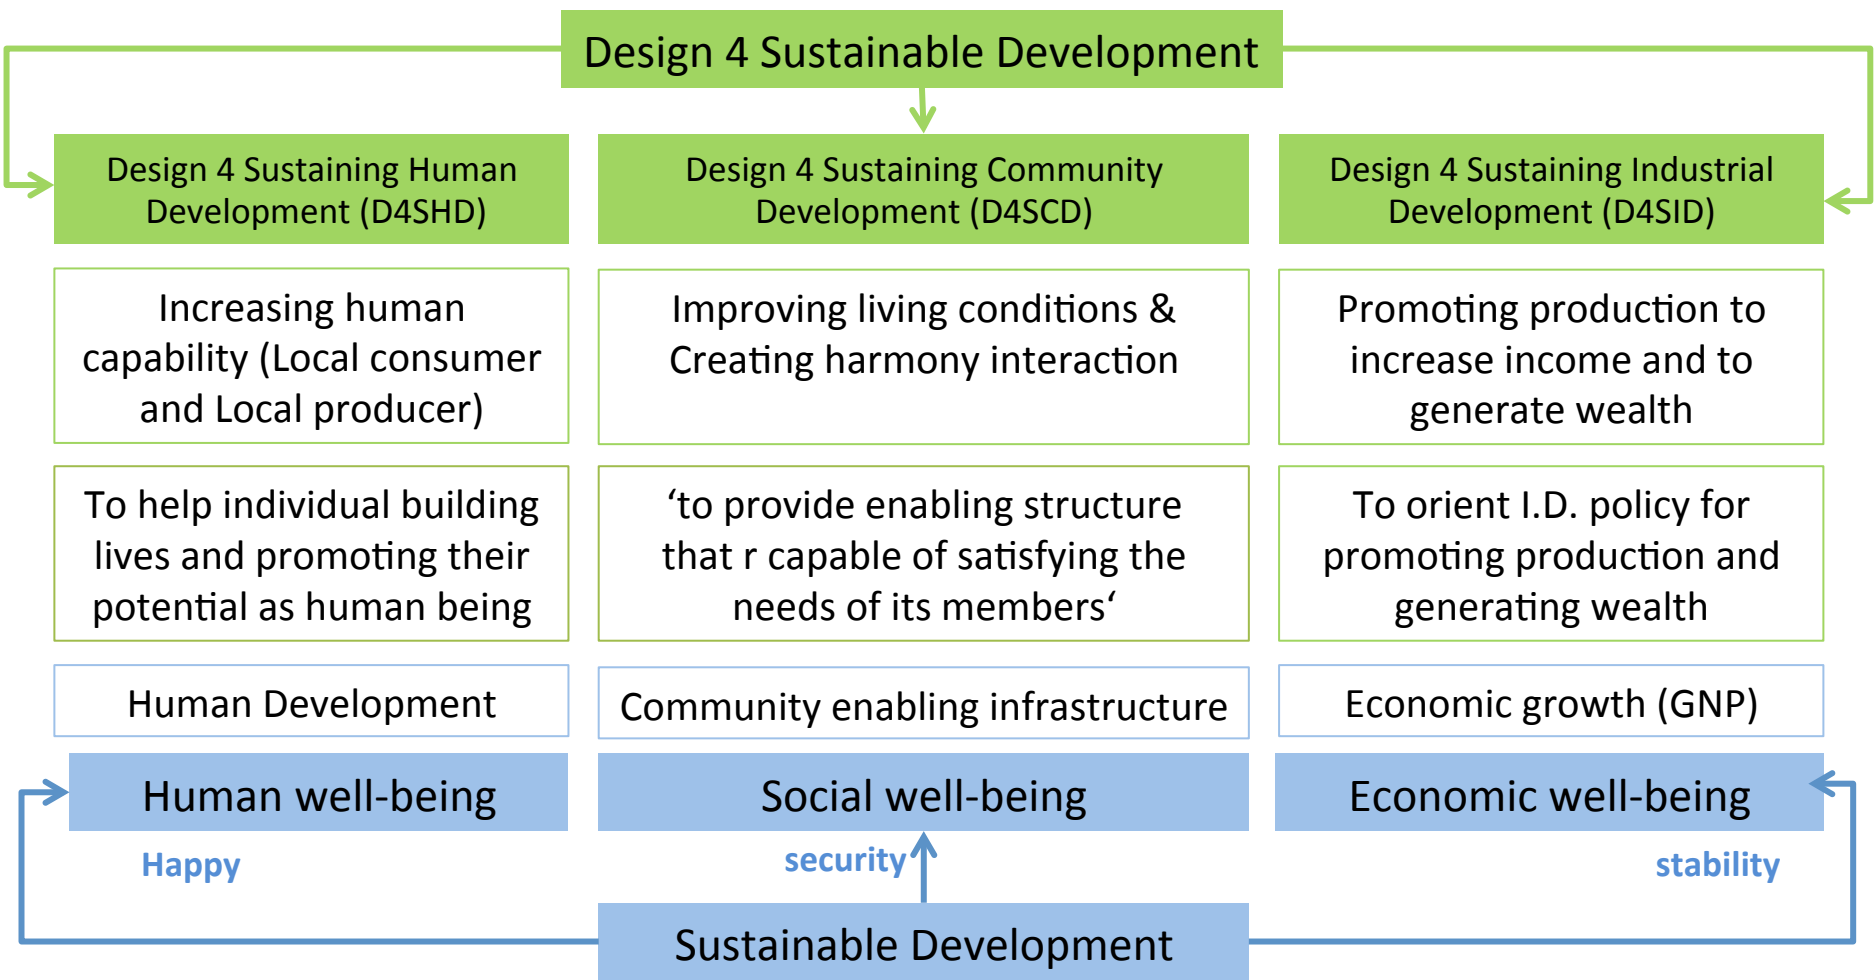 Design 4 Sustainable Development
Design 4 Sustaining Human
Development (D4SHD)
Design 4 Sustaining Community
Development (D4SCD)
Design 4 Sustaining Industrial
Development (D4SID)
Increasing human
capability (Local consumer
and Local producer)
Improving living conditions &
Creating harmony interaction
Promoting production to
increase income and to
generate wealth
To help individual building
lives and promoting their
potential as human being
‘to provide enabling structure
that r capable of satisfying the
needs of its members‘
To orient I.D. policy for
promoting production and
generating wealth
Human Development
Community enabling infrastructure
Economic growth (GNP)
Human well-being
Social well-being
Economic well-being
Happy
security
stability
Sustainable Development